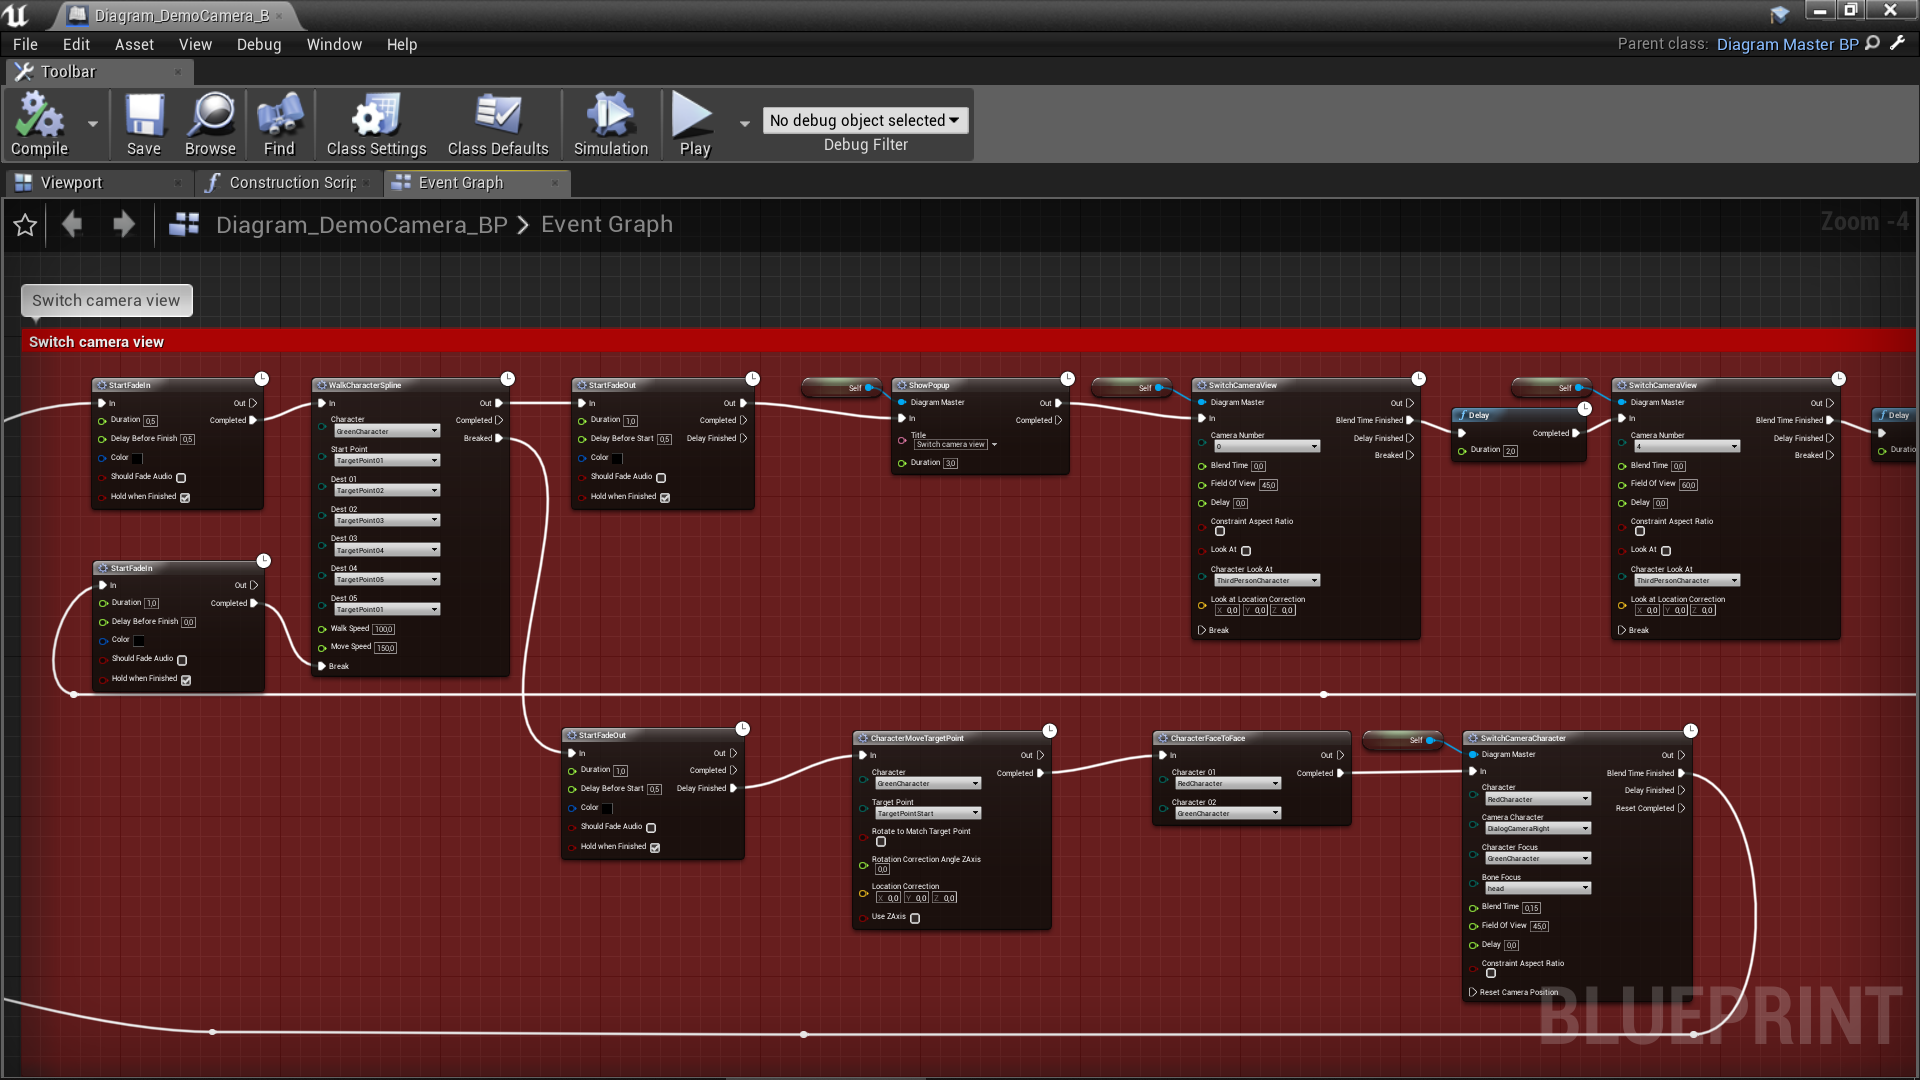 Diagram_DemoCamera_B
File Edit Asset View Debug Window Help
Parent class: Diagram Master BP
Toolbar
Compile Save Browse Find Class Settings Class Defaults Simulation Play
No debug object selected
Debug Filter
Viewport Construction Scrip Event Graph
Diagram_DemoCamera_BP > Event Graph
Zoom -4
Switch camera view
Switch camera view
StartFadeIn
In Out
Duration 0,5 Completed
Delay Before Finish 0,5
Color
Should Fade Audio
Hold when Finished
WalkCharacterSpline
In Out
Character Completed
GreenCharacter
Breaked
Start Point
TargetPoint01
Dest 01
TargetPoint02
Dest 02
TargetPoint03
Dest 03
TargetPoint04
Dest 04
TargetPoint05
Dest 05
TargetPoint01
Walk Speed 100,0
Move Speed 150,0
Break
StartFadeOut
In Out
Duration 1,0 Completed
Delay Before Start 0,5 Delay Finished
Color
Should Fade Audio
Hold when Finished
Self
ShowPopup
Diagram Master Out
In Completed
Title
Switch camera view
Duration 3,0
Self
SwitchCameraView
Diagram Master Out
In Blend Time Finished
Camera Number Delay Finished
0
Breaked
Blend Time 0,0
Field Of View 45,0
Delay 0,0
Constraint Aspect Ratio
Look At
Character Look At
ThirdPersonCharacter
Look at Location Correction
X 0,0 Y 0,0 Z 0,0
Break
Delay
Completed
Duration 2,0
Self
SwitchCameraView
Diagram Master Out
In Blend Time Finished
Camera Number Delay Finished
4
Breaked
Blend Time 0,0
Field Of View 60,0
Delay 0,0
Constraint Aspect Ratio
Look At
Character Look At
ThirdPersonCharacter
Look at Location Correction
X 0,0 Y 0,0 Z 0,0
Break
Delay
Duratio
StartFadeIn
In Out
Duration 1,0 Completed
Delay Before Finish 0,0
Color
Should Fade Audio
Hold when Finished
StartFadeOut
In Out
Duration 1,0 Completed
Delay Before Start 0,5 Delay Finished
Color
Should Fade Audio
Hold when Finished
CharacterMoveTargetPoint
In Out
Character Completed
GreenCharacter
Target Point
TargetPointStart
Rotate to Match Target Point
Rotation Correction Angle ZAxis
0,0
Location Correction
X 0,0 Y 0,0 Z 0,0
Use ZAxis
CharacterFaceToFace
In Out
Character 01 Completed
RedCharacter
Character 02
GreenCharacter
Self
SwitchCameraCharacter
Diagram Master Out
In Blend Time Finished
Character Delay Finished
RedCharacter
Reset Completed
Camera Character
DialogCameraRight
Character Focus
GreenCharacter
Bone Focus
head
Blend Time 0,15
Field Of View 45,0
Delay 0,0
Constraint Aspect Ratio
Reset Camera Position
BLUEPRINT